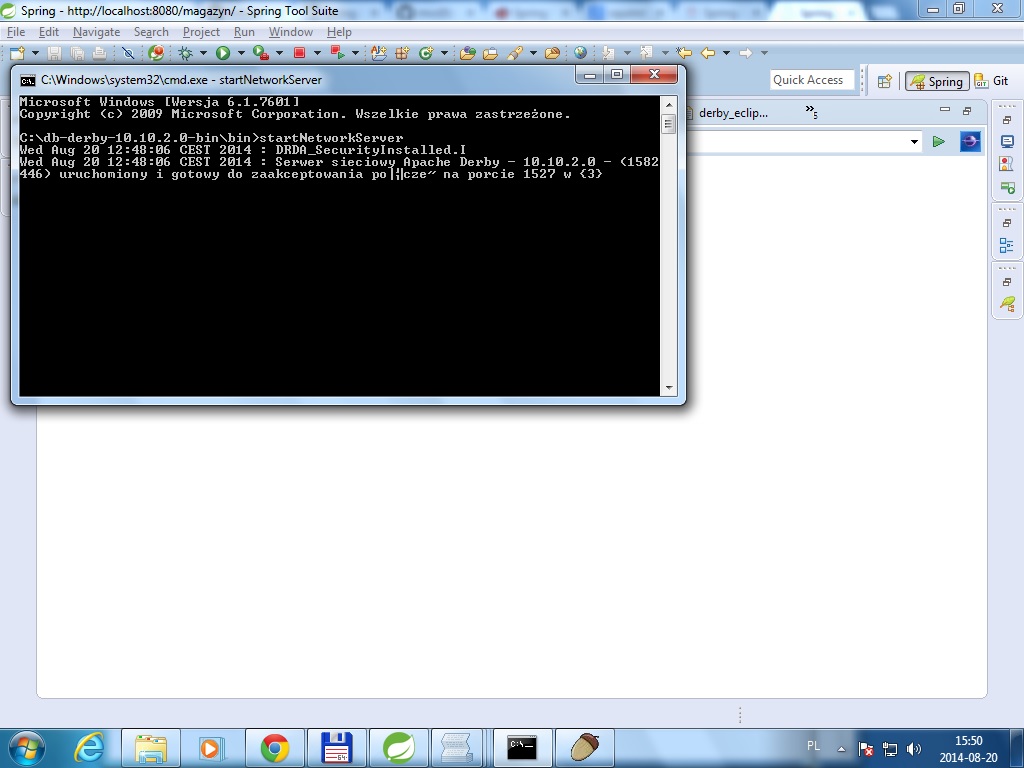 Spring - http://localhost:8080/magazyn/ - Spring Tool Suite
File Edit Navigate Search Project Run Window Help
C:\Windows\system32\cmd.exe - startNetworkServer
Quick Access
Spring
Git
derby_eclip...
»5
Microsoft Windows [Wersja 6.1.7601]
Copyright (c) 2009 Microsoft Corporation. Wszelkie prawa zastrzeżone.
C:\db-derby-10.10.2.0-bin\bin>startNetworkServer
Wed Aug 20 12:48:06 CEST 2014 : DRDA_SecurityInstalled.I
Wed Aug 20 12:48:06 CEST 2014 : Serwer sieciowy Apache Derby - 10.10.2.0 - (1582
446) uruchomiony i gotowy do zaakceptowania na porcie 1527 w {3}
PL
15:50
2014-08-20